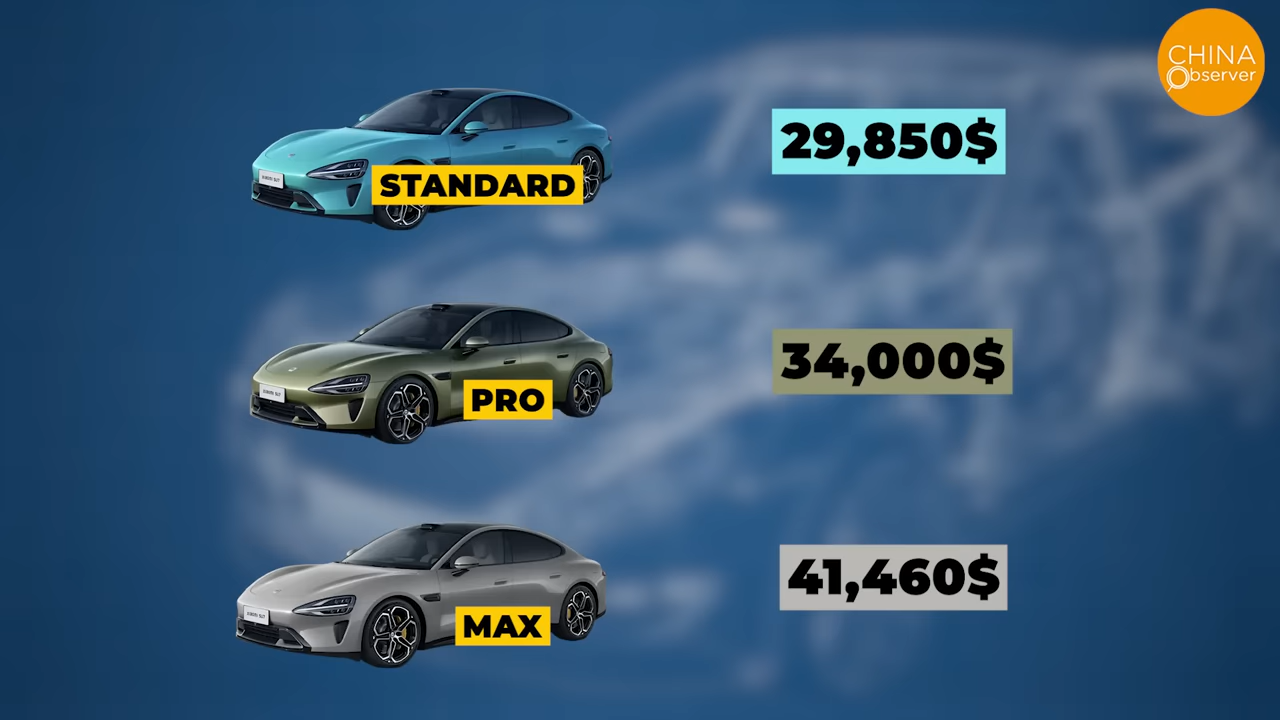 CHINA
Observer
STANDARD
29,850$
PRO
34,000$
MAX
41,460$